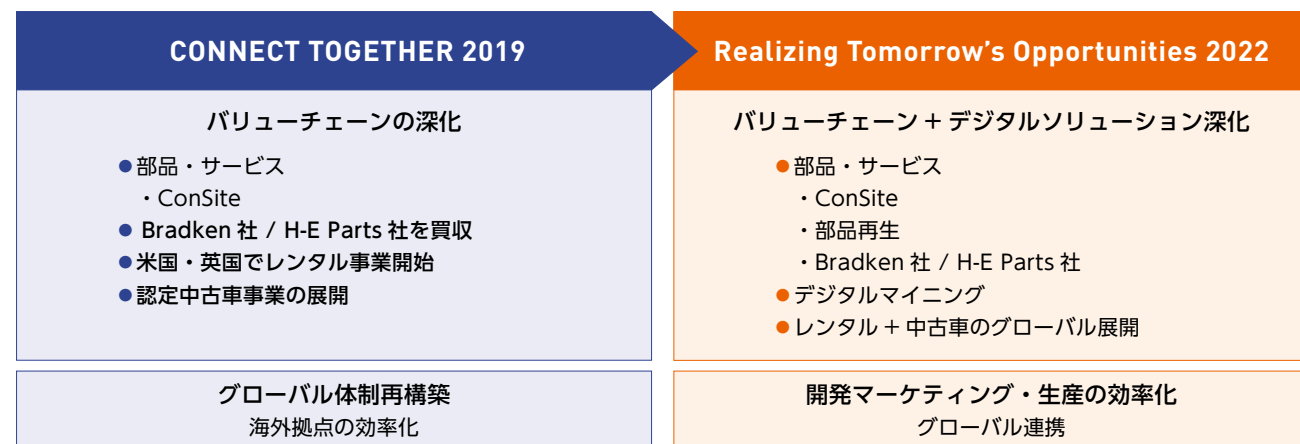 CONNECT TOGETHER 2019
バリューチェーンの深化
●部品・サービス
・ConSite
● Bradken 社 / H-E Parts 社を買収
●米国・英国でレンタル事業開始
●認定中古車事業の展開
グローバル体制再構築
海外拠点の効率化
Realizing Tomorrow's Opportunities 2022
バリューチェーン + デジタルソリューション深化
●部品・サービス
・ConSite
・部品再生
・Bradken 社 / H-E Parts 社
●デジタルマイニング
●レンタル + 中古車のグローバル展開
開発マーケティング・生産の効率化
グローバル連携